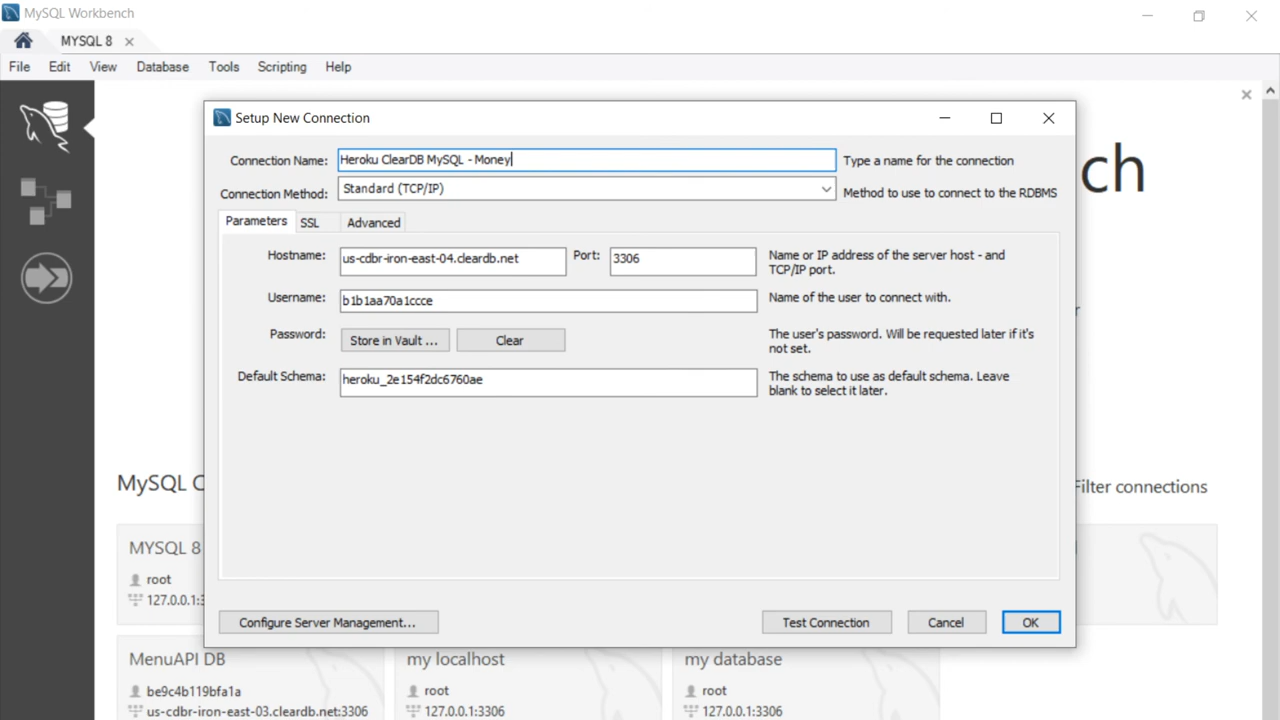 MySQL Workbench
MYSQL 8
File Edit View Database Tools Scripting Help
ch
Setup New Connection
Connection Name: Heroku ClearDB MySQL - Money Type a name for the connection
Connection Method: Standard (TCP/IP) Method to use to connect to the RDBMS
Parameters SSL Advanced
Hostname: us-cdbr-iron-east-04.cleardb.net Port: 3306 Name or IP address of the server host - and
TCP/IP port.
Username: b1b1aa70a1ccce Name of the user to connect with.
r
Password: Store in Vault ... Clear The user's password. Will be requested later if it's
not set.
Default Schema: heroku_2e154f2dc6760ae The schema to use as default schema. Leave
blank to select it later.
MySQL C
Filter connections
MYSQL 8
root
127.0.0.1:3
Configure Server Management... Test Connection Cancel OK
MenuAPI DB my localhost my database
be9c4b119bfa1a root root
us-cdbr-iron-east-03.cleardb.net:3306 127.0.0.1:3306 127.0.0.1:3306